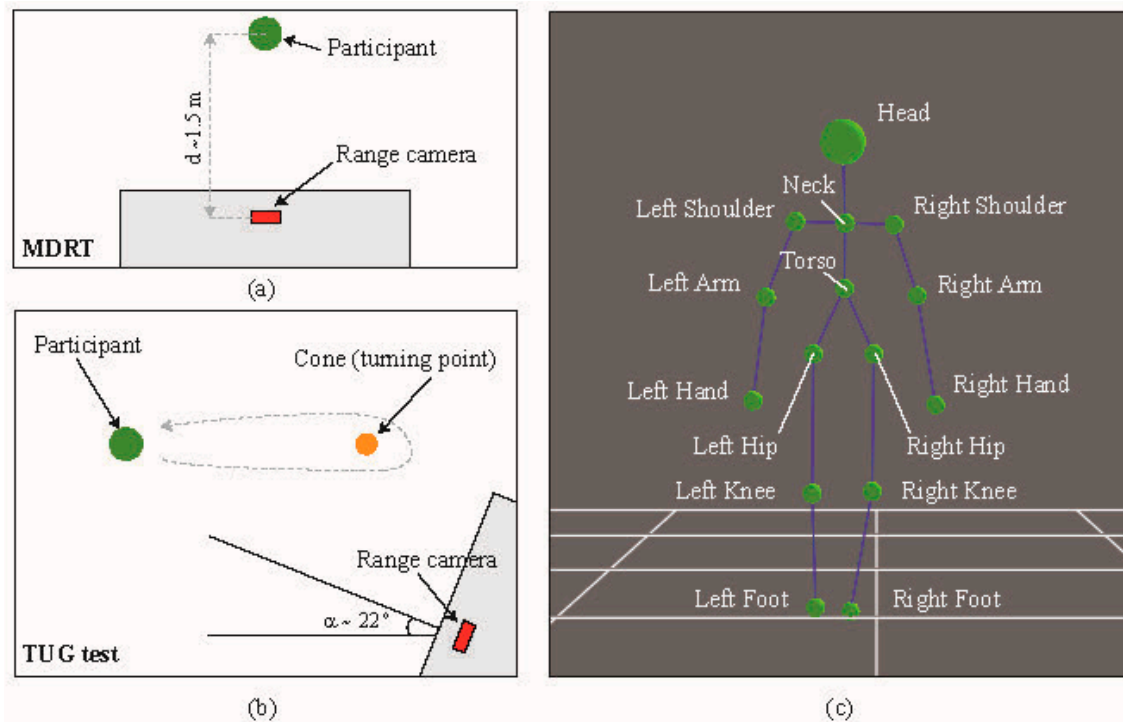 Participant
d ~1.5 m
Range camera
MDRT
(a)
Participant
Cone (turning point)
Range camera
α ~ 22°
TUG test
(b)
Head
Neck
Left Shoulder
Right Shoulder
Torso
Left Arm
Right Arm
Left Hand
Right Hand
Left Hip
Right Hip
Left Knee
Right Knee
Left Foot
Right Foot
(c)